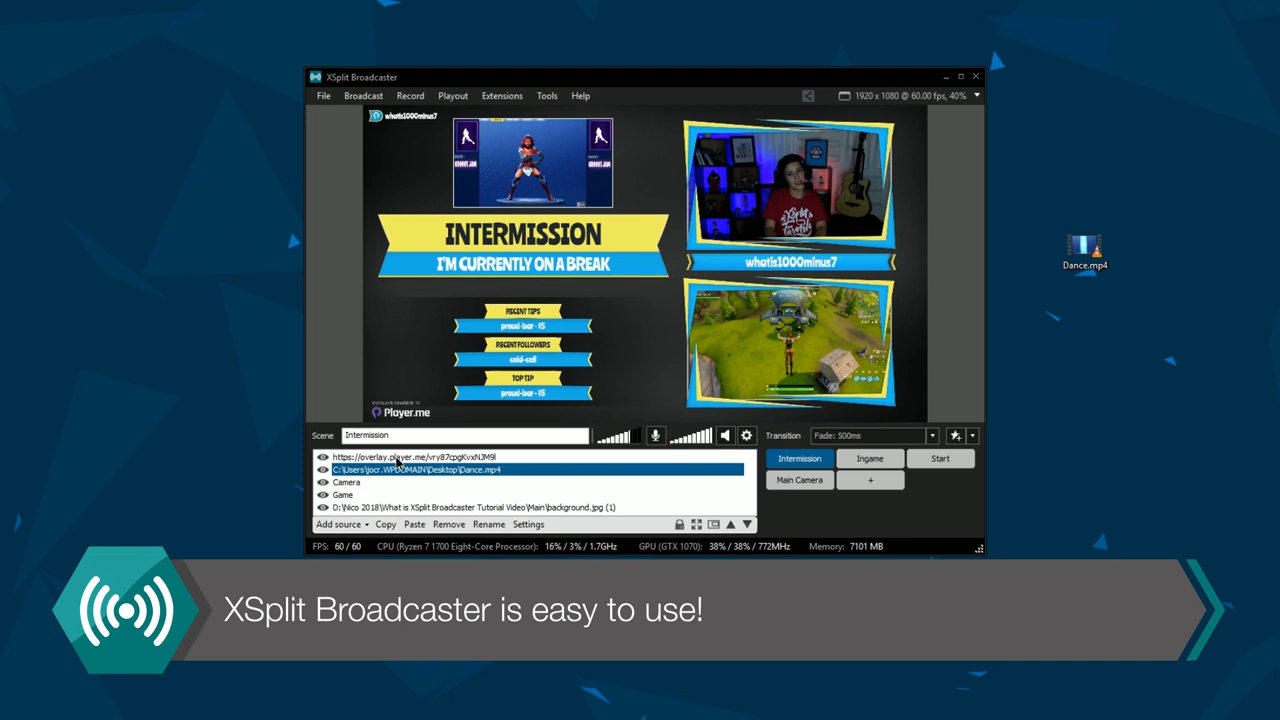 XSplit Broadcaster
File Broadcast Record Playout Extensions Tools Help
1920 x 1080 @ 60.00 fps, 40%
whatis1000minus7
INTERMISSION
I'M CURRENTLY ON A BREAK
whatis1000minus7
RECENT TIPS
proud-bar - 15
RECENT FOLLOWERS
cold-cell
TOP TIP
proud-bar - 15
OVERLAYS POWERED BY
Player.me
Dance.mp4
Scene Intermission
Transition Fade: 500ms
https://overlay.player.me/vry87cpgKvxNJM9l
C:\Users\jocr.WPDOMAIN\Desktop\Dance.mp4
Camera
Game
D:\Nico 2018\What is XSplit Broadcaster Tutorial Video\Main\background.jpg (1)
Intermission Ingame Start
Main Camera +
Add source Copy Paste Remove Rename Settings
FPS: 60 / 60 CPU (Ryzen 7 1700 Eight-Core Processor): 16% / 3% / 1.7GHz GPU (GTX 1070): 38% / 38% / 772MHz Memory: 7101 MB
XSplit Broadcaster is easy to use!